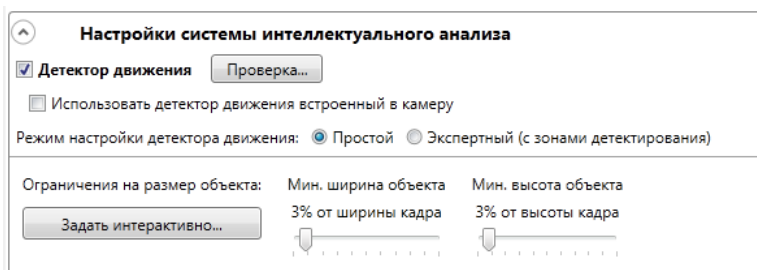 Настройки системы интеллектуального анализа
Детектор движения Проверка...
Использовать детектор движения встроенный в камеру
Режим настройки детектора движения: Простой Экспертный (с зонами детектирования)
Ограничения на размер объекта: Мин. ширина объекта Мин. высота объекта
3% от ширины кадра 3% от высоты кадра
Задать интерактивно...